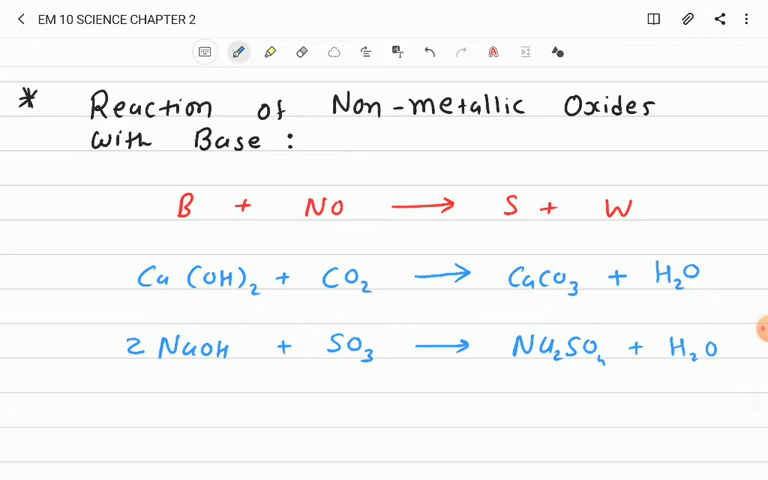 EM 10 SCIENCE CHAPTER 2
* Reaction of Non-metallic Oxides
with Base :
B + NO → S + W
Ca (OH)₂ + CO₂ → CaCO₃ + H₂O
2 NaOH + SO₃ → Na₂SO₄ + H₂O